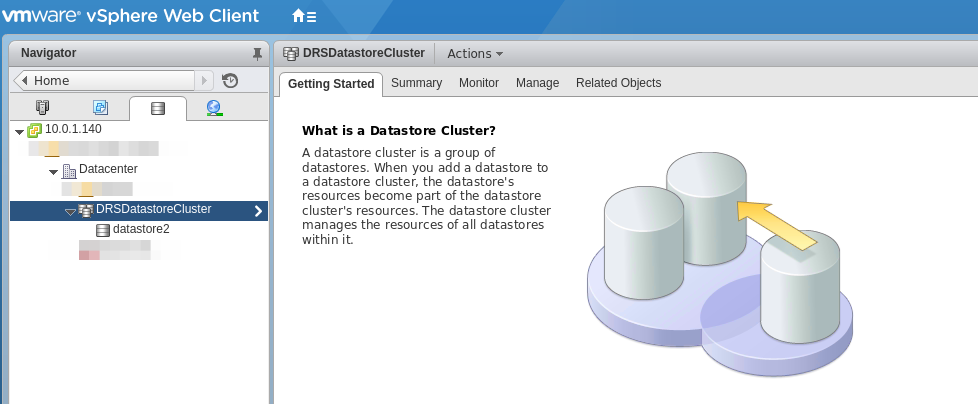 vmware® vSphere Web Client
Navigator
Home
10.0.1.140
Datacenter
DRSDatastoreCluster
datastore2
DRSDatastoreCluster Actions
Getting Started Summary Monitor Manage Related Objects
What is a Datastore Cluster?
A datastore cluster is a group of
datastores. When you add a datastore to
a datastore cluster, the datastore's
resources become part of the datastore
cluster's resources. The datastore cluster
manages the resources of all datastores
within it.